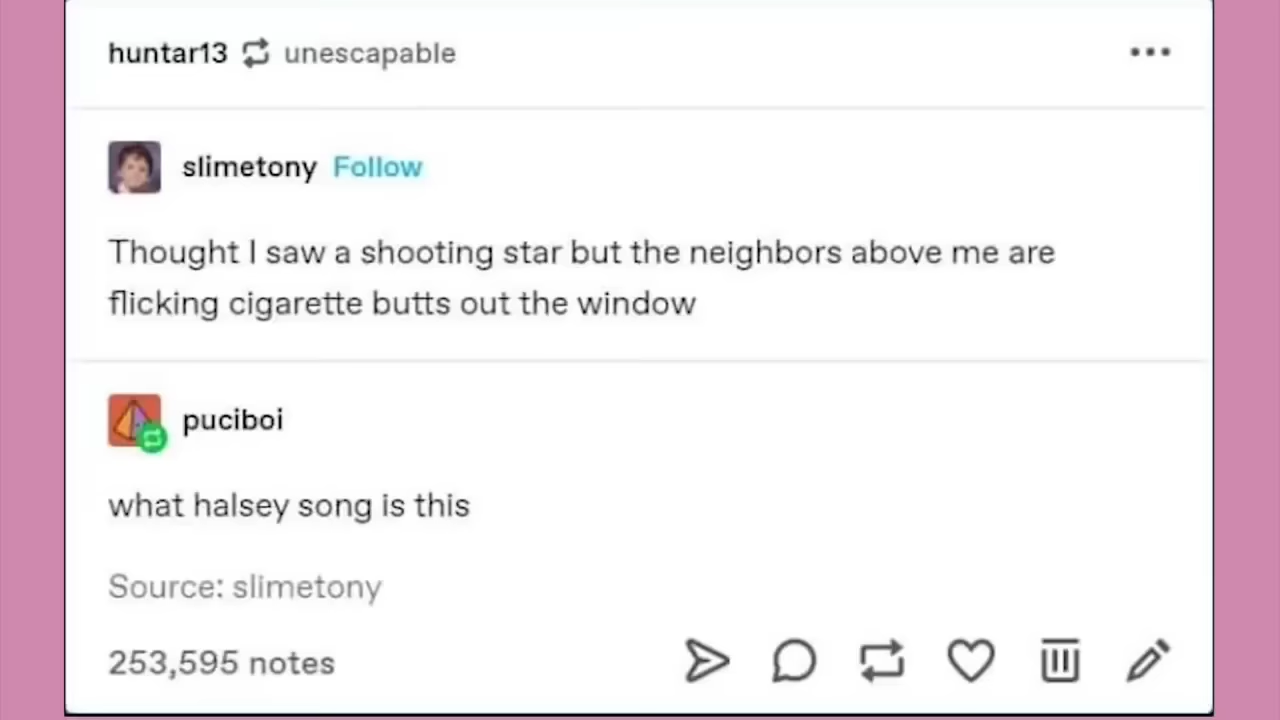 huntar13 unescapable
slimetony Follow
Thought I saw a shooting star but the neighbors above me are
flicking cigarette butts out the window
puciboi
what halsey song is this
Source: slimetony
253,595 notes